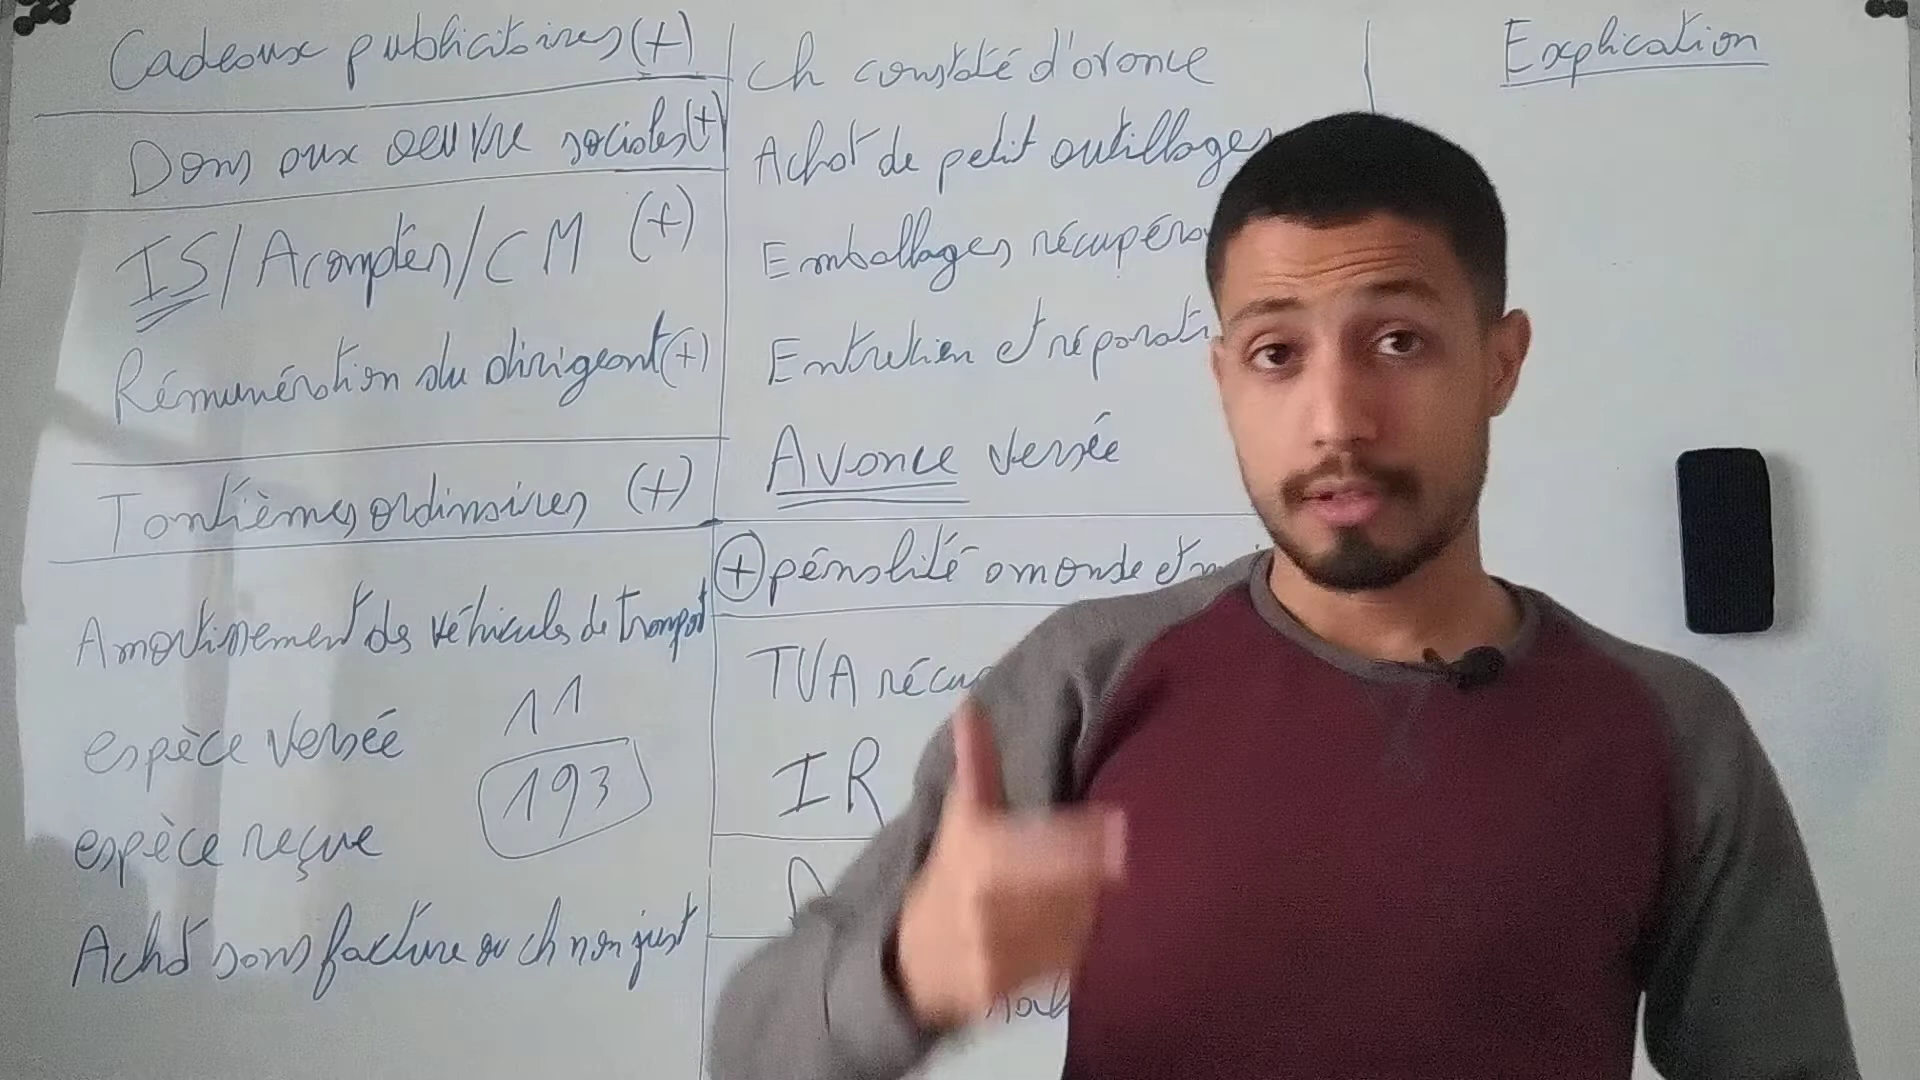 Cadeaux publicitaires (+)
Dons aux oeuvre sociales (+)
IS / Acomptes / CM (+)
Rémunération du dirigeant (+)
Tantièmes ordinaires (+)
Amortissement des véhicules de transport
espèce versée
11
193
espèce reçue
Achat sans facture ou ch non just
ch constaté d'avance
Achat de petit outillage
Emballages
Entretien et
Avance versée
+ pénalité amende et
TVA
IR
Explication